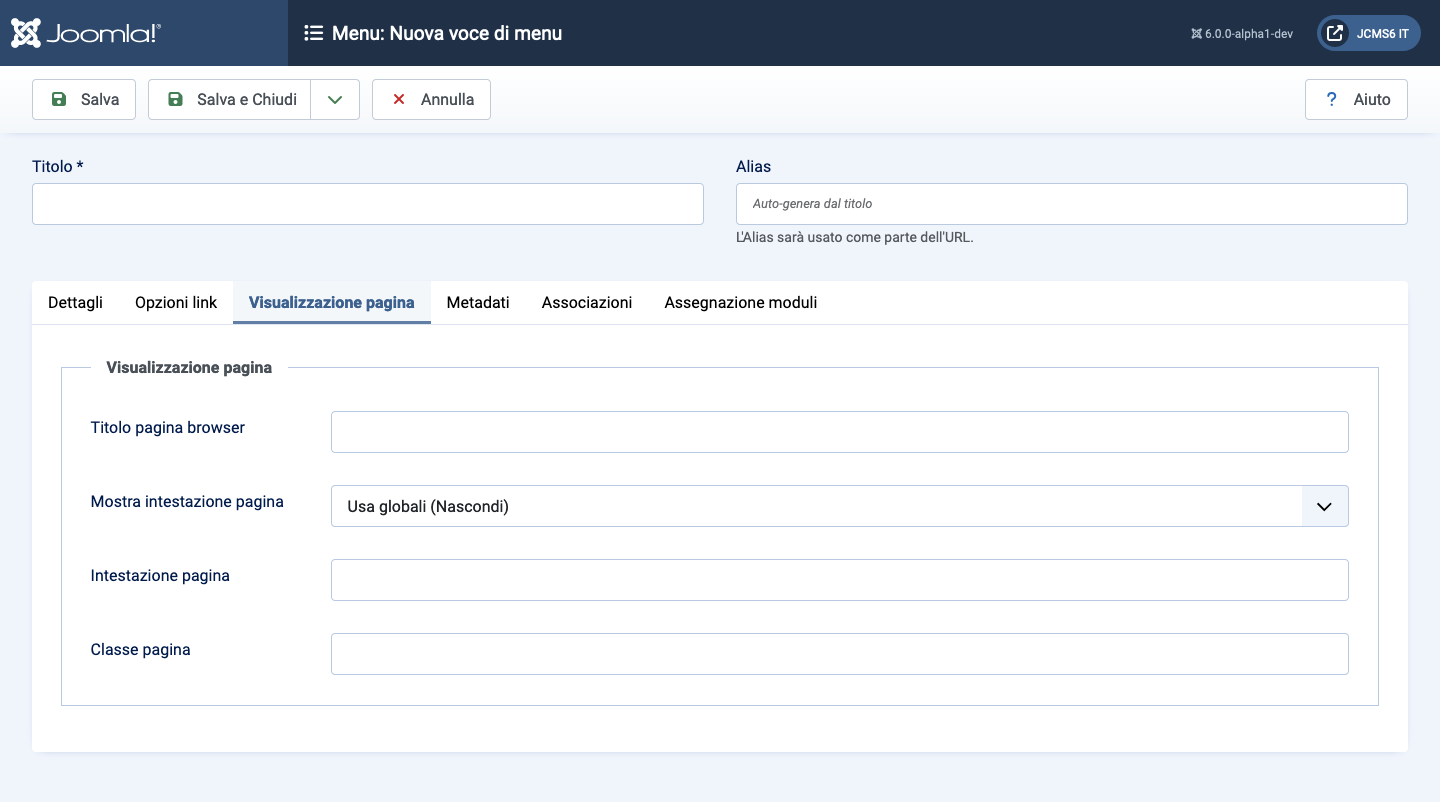 Joomla!® Menu: Nuova voce di menu 6.0.0-alpha1-dev JCMS6 IT
Salva Salva e Chiudi Annulla ? Aiuto
Titolo * Alias
Auto-genera dal titolo
L'Alias sarà usato come parte dell'URL.
Dettagli Opzioni link Visualizzazione pagina Metadati Associazioni Assegnazione moduli
Visualizzazione pagina
Titolo pagina browser
Mostra intestazione pagina Usa globali (Nascondi)
Intestazione pagina
Classe pagina